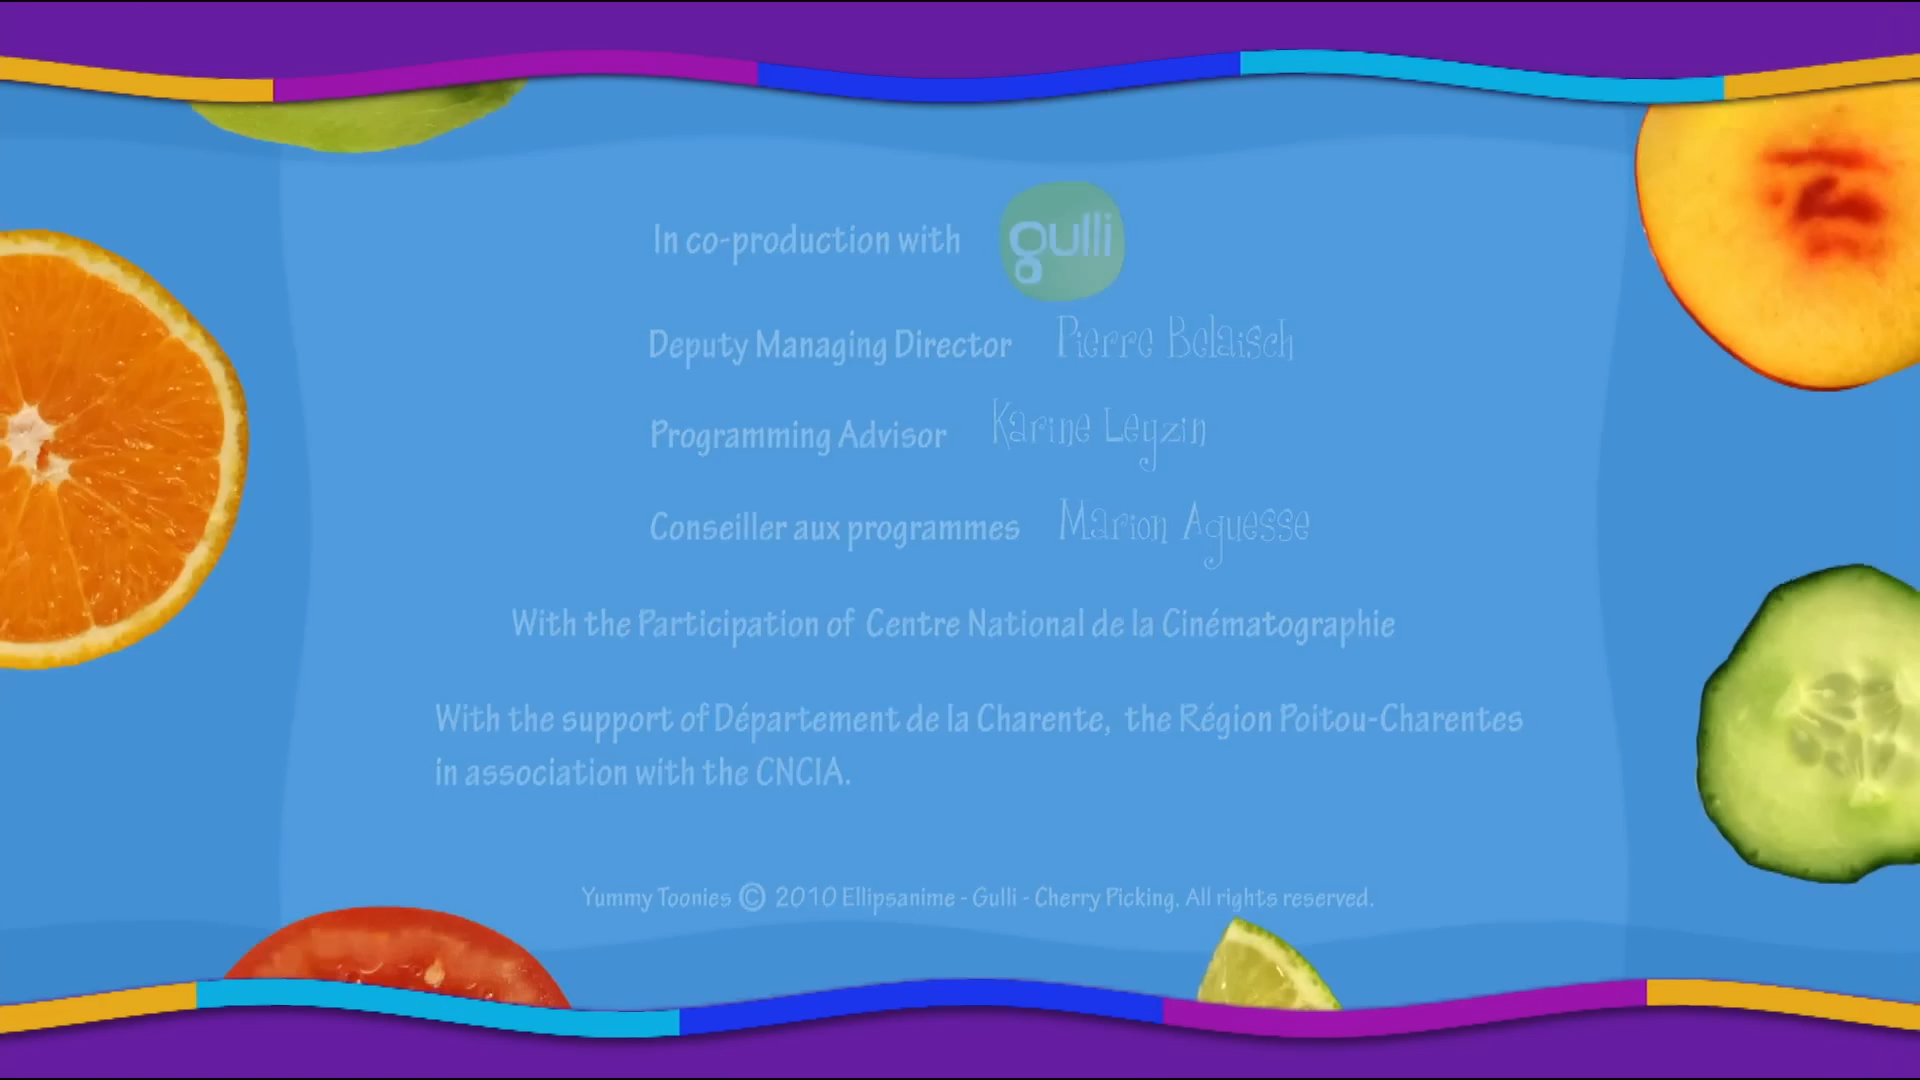 In co-production with gulli
Deputy Managing Director Pierre Belaisch
Programming Advisor Karine Leyzin
Conseiller aux programmes Marion Aguesse
With the Participation of Centre National de la Cinématographie
With the support of Département de la Charente, the Région Poitou-Charentes
in association with the CNCIA.
Yummy Toonies © 2010 Ellipsanime - Gulli - Cherry Picking. All rights reserved.